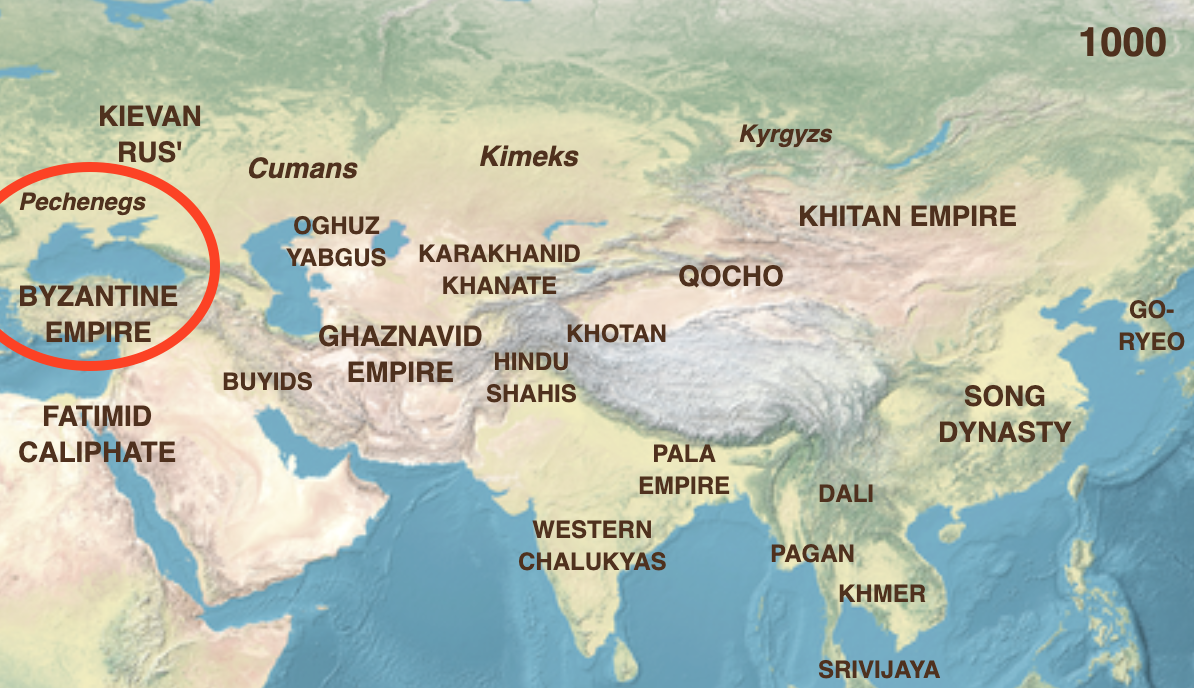 1000
KIEVAN
RUS'
Kyrgyzs
Cumans
Kimeks
Pechenegs
OGHUZ
YABGUS
KARAKHANID
KHANATE
KHITAN EMPIRE
QOCHO
BYZANTINE
EMPIRE
GHAZNAVID
EMPIRE
KHOTAN
GO-
RYEO
BUYIDS
HINDU
SHAHIS
FATIMID
CALIPHATE
SONG
DYNASTY
PALA
EMPIRE
DALI
WESTERN
CHALUKYAS
PAGAN
KHMER
SRIVIJAYA